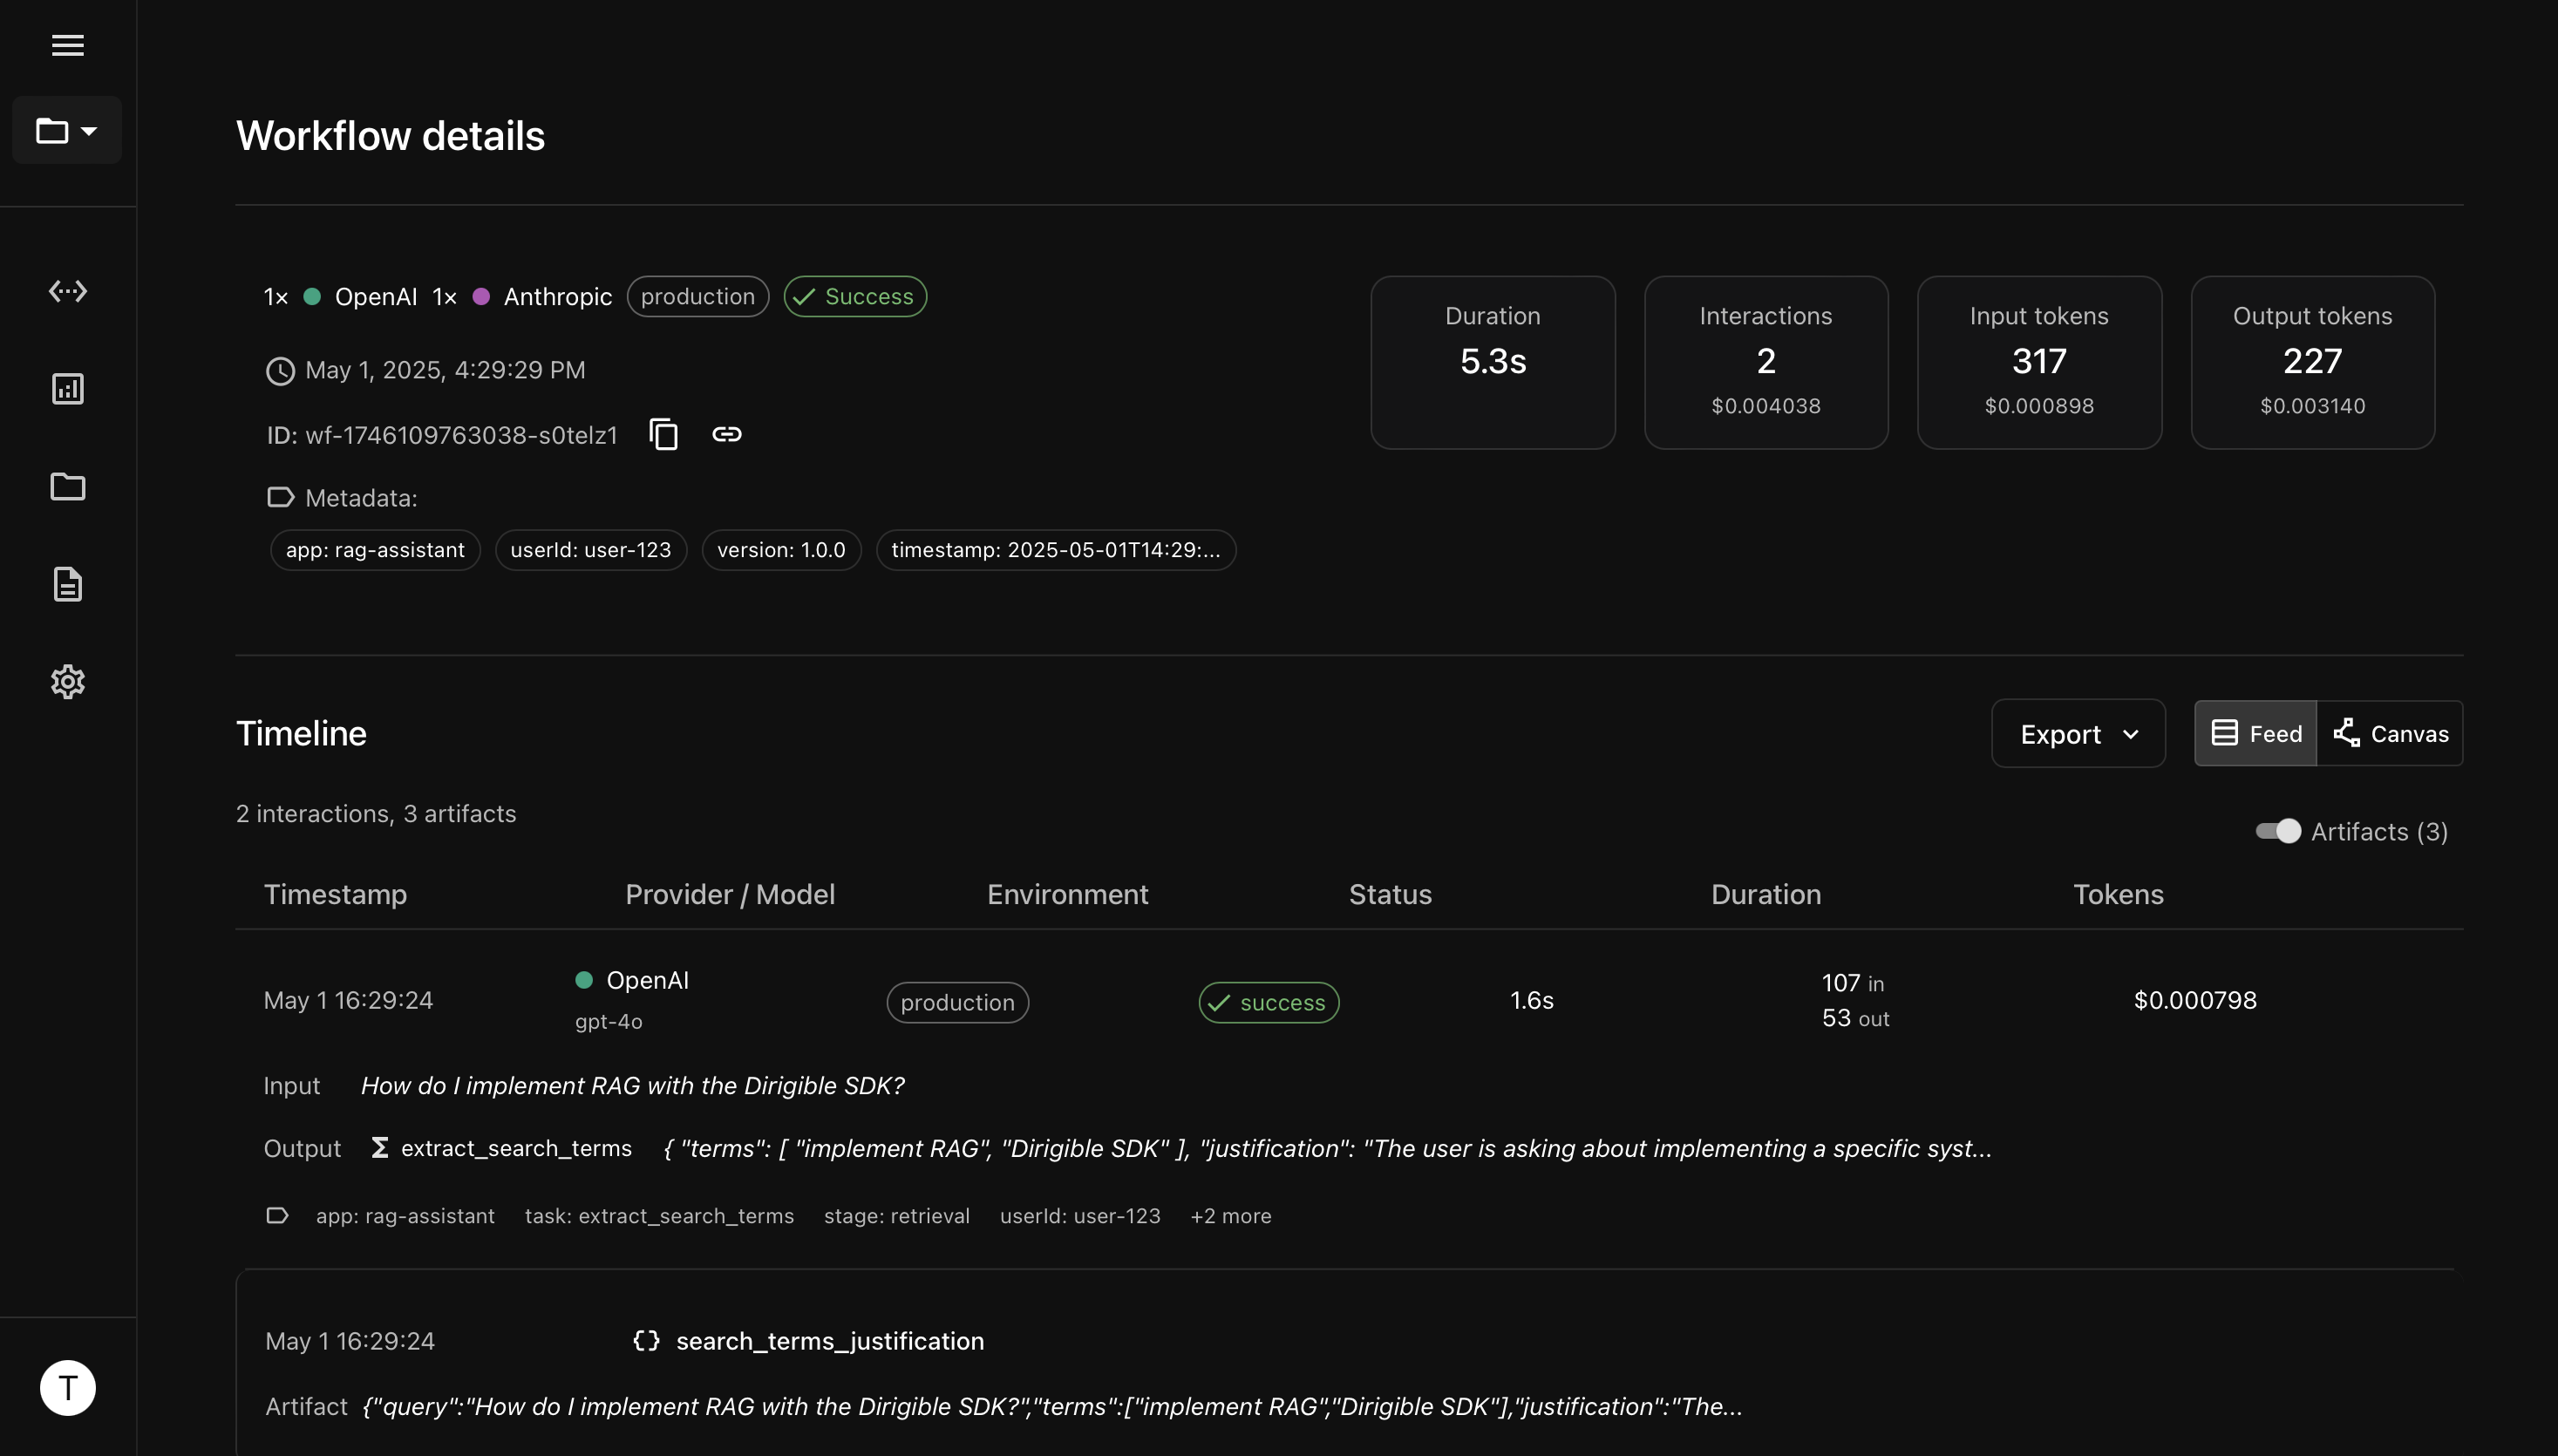 Workflow details
1× OpenAI 1× Anthropic production Success
May 1, 2025, 4:29:29 PM
ID: wf-1746109763038-s0telz1
Metadata:
app: rag-assistant userId: user-123 version: 1.0.0 timestamp: 2025-05-01T14:29:...
Duration
5.3s
Interactions
2
$0.004038
Input tokens
317
$0.000898
Output tokens
227
$0.003140
Timeline
Export Feed Canvas
2 interactions, 3 artifacts
Artifacts (3)
Timestamp Provider / Model Environment Status Duration Tokens
May 1 16:29:24
OpenAI
gpt-4o
production
success
1.6s
107 in
53 out
$0.000798
Input How do I implement RAG with the Dirigible SDK?
Output Σ extract_search_terms { "terms": [ "implement RAG", "Dirigible SDK" ], "justification": "The user is asking about implementing a specific syst...
app: rag-assistant task: extract_search_terms stage: retrieval userId: user-123 +2 more
May 1 16:29:24 {} search_terms_justification
Artifact {"query":"How do I implement RAG with the Dirigible SDK?","terms":["implement RAG","Dirigible SDK"],"justification":"The...
T